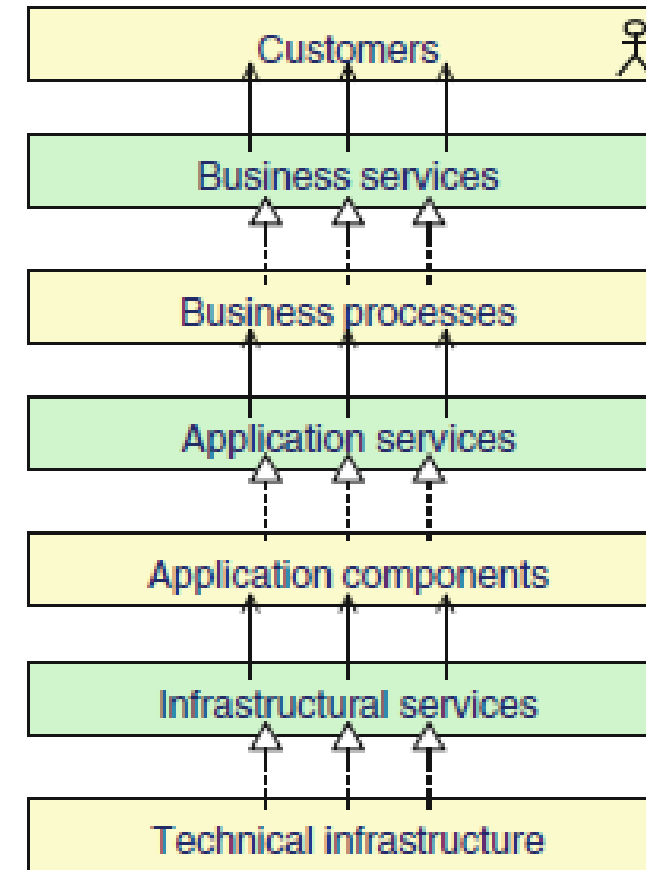 Customers
Business services
Business processes
Application services
Application components
Infrastructural services
Technical infrastructure